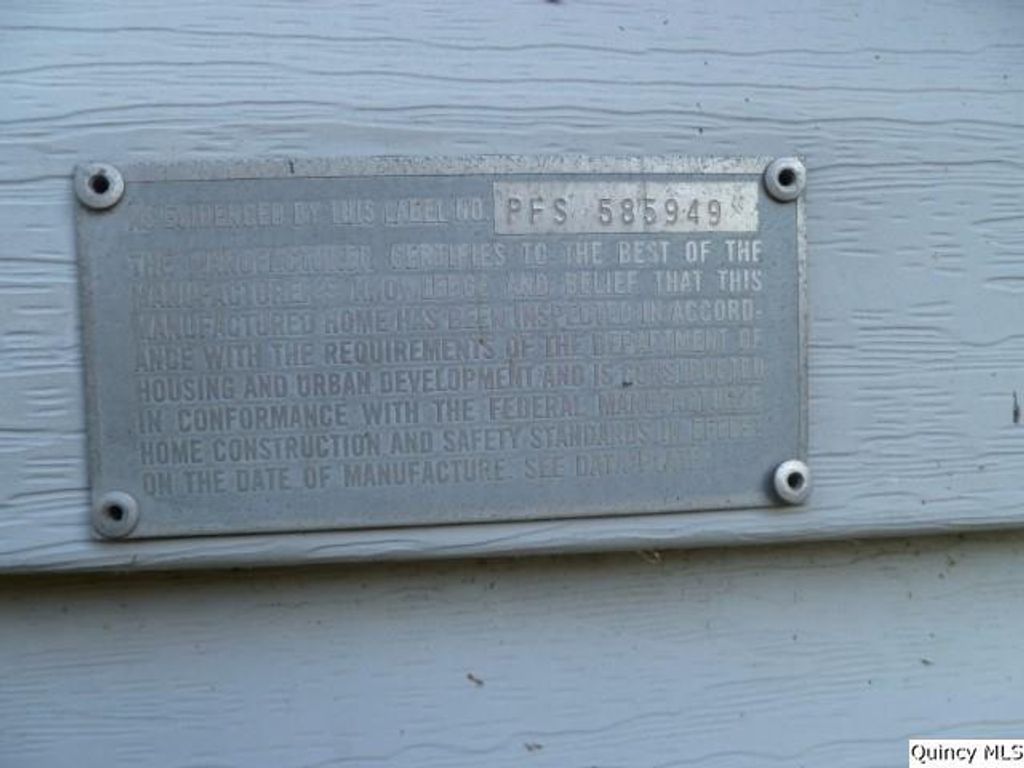 AS EVIDENCED BY THIS LABEL NO. PFS 585949
THE MANUFACTURER CERTIFIES TO THE BEST OF THE
MANUFACTURER'S KNOWLEDGE AND BELIEF THAT THIS
MANUFACTURED HOME HAS BEEN INSPECTED IN ACCORD-
ANCE WITH THE REQUIREMENTS OF THE DEPARTMENT OF
HOUSING AND URBAN DEVELOPMENT AND IS CONSTRUCTED
IN CONFORMANCE WITH THE FEDERAL MANUFACTURED
HOME CONSTRUCTION AND SAFETY STANDARDS IN EFFECT
ON THE DATE OF MANUFACTURE. SEE DATA PLATE
Quincy MLS